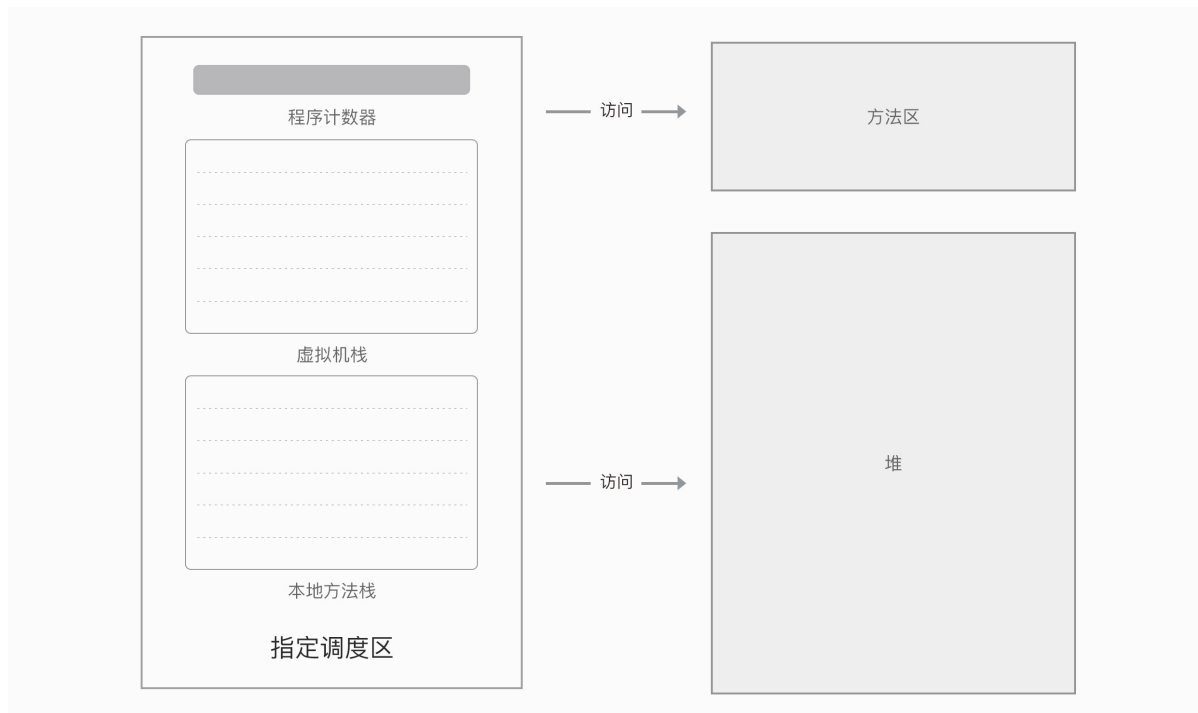 程序计数器
虚拟机栈
本地方法栈
指定调度区
访问
访问
方法区
堆